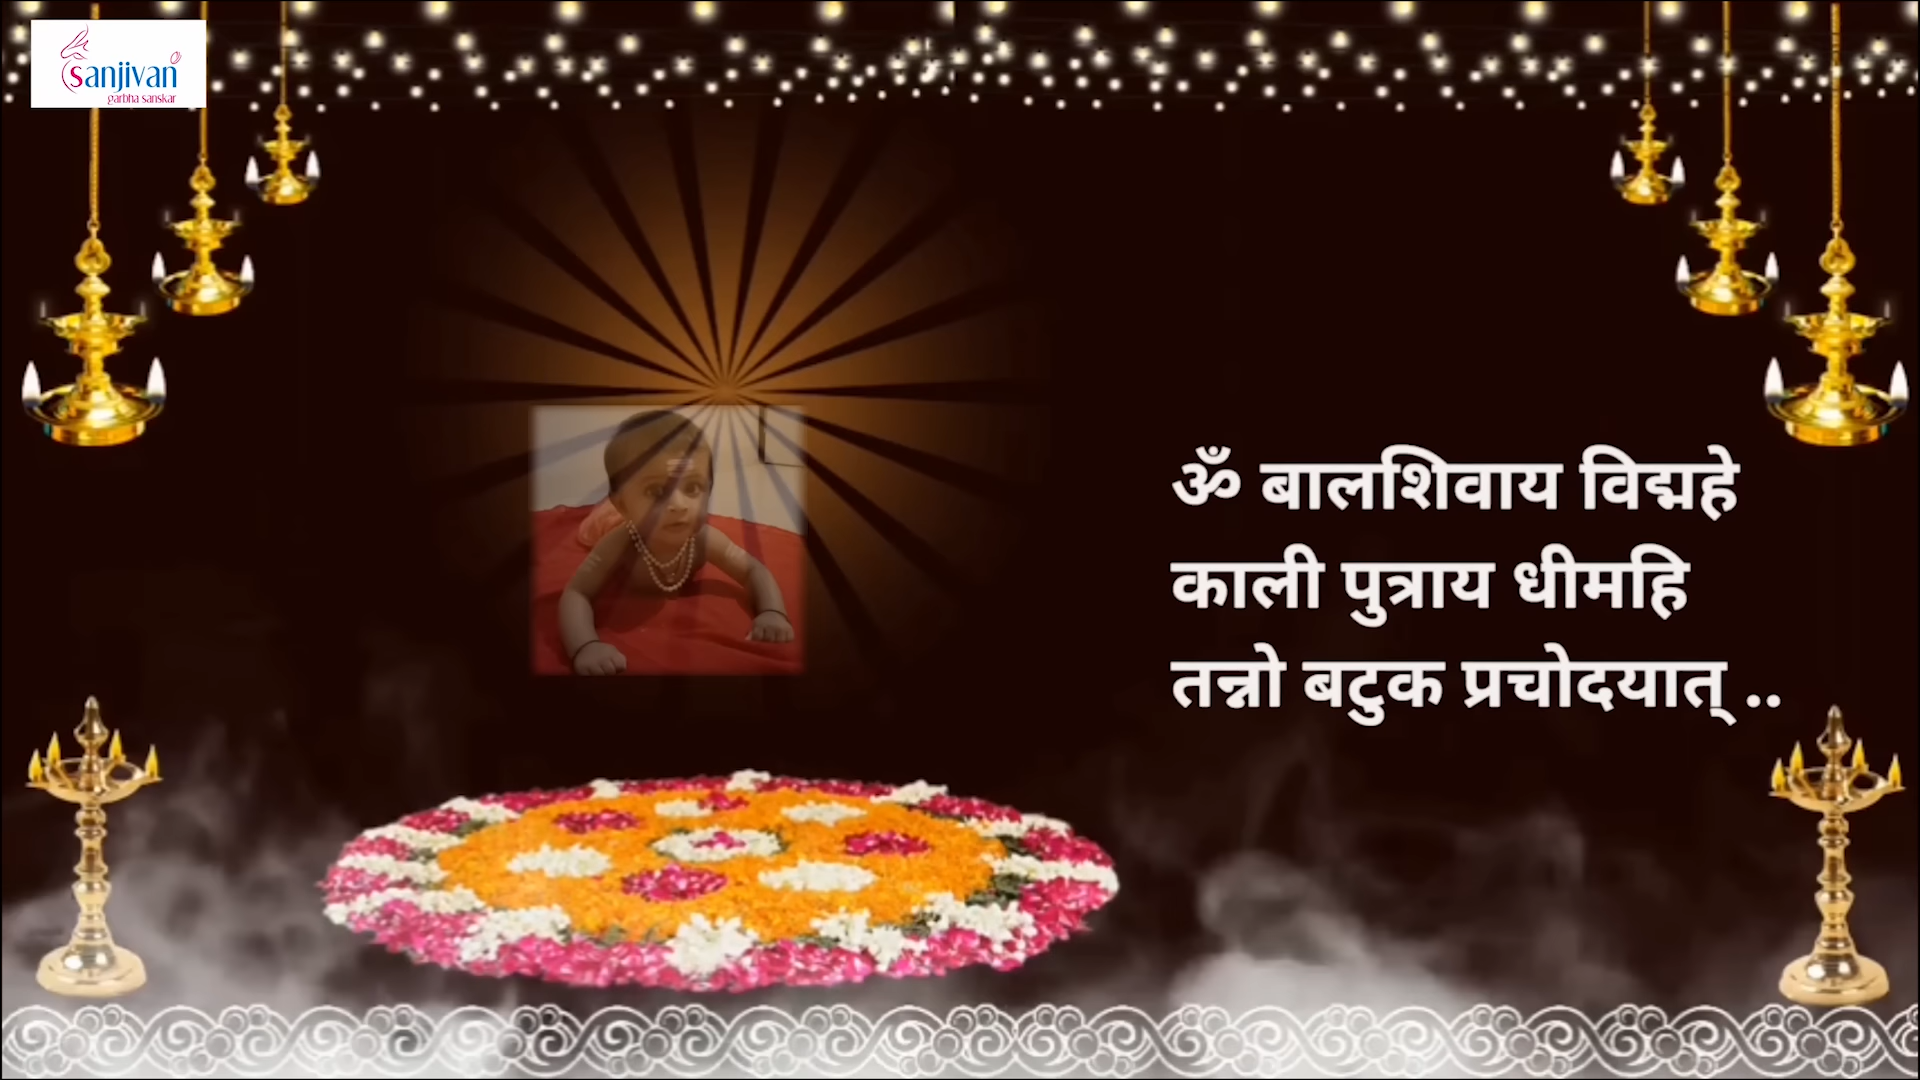 sanjivan
garbha sanskar
ॐ बालशिवाय विद्महे
काली पुत्राय धीमहि
तन्नो बटुक प्रचोदयात् ..